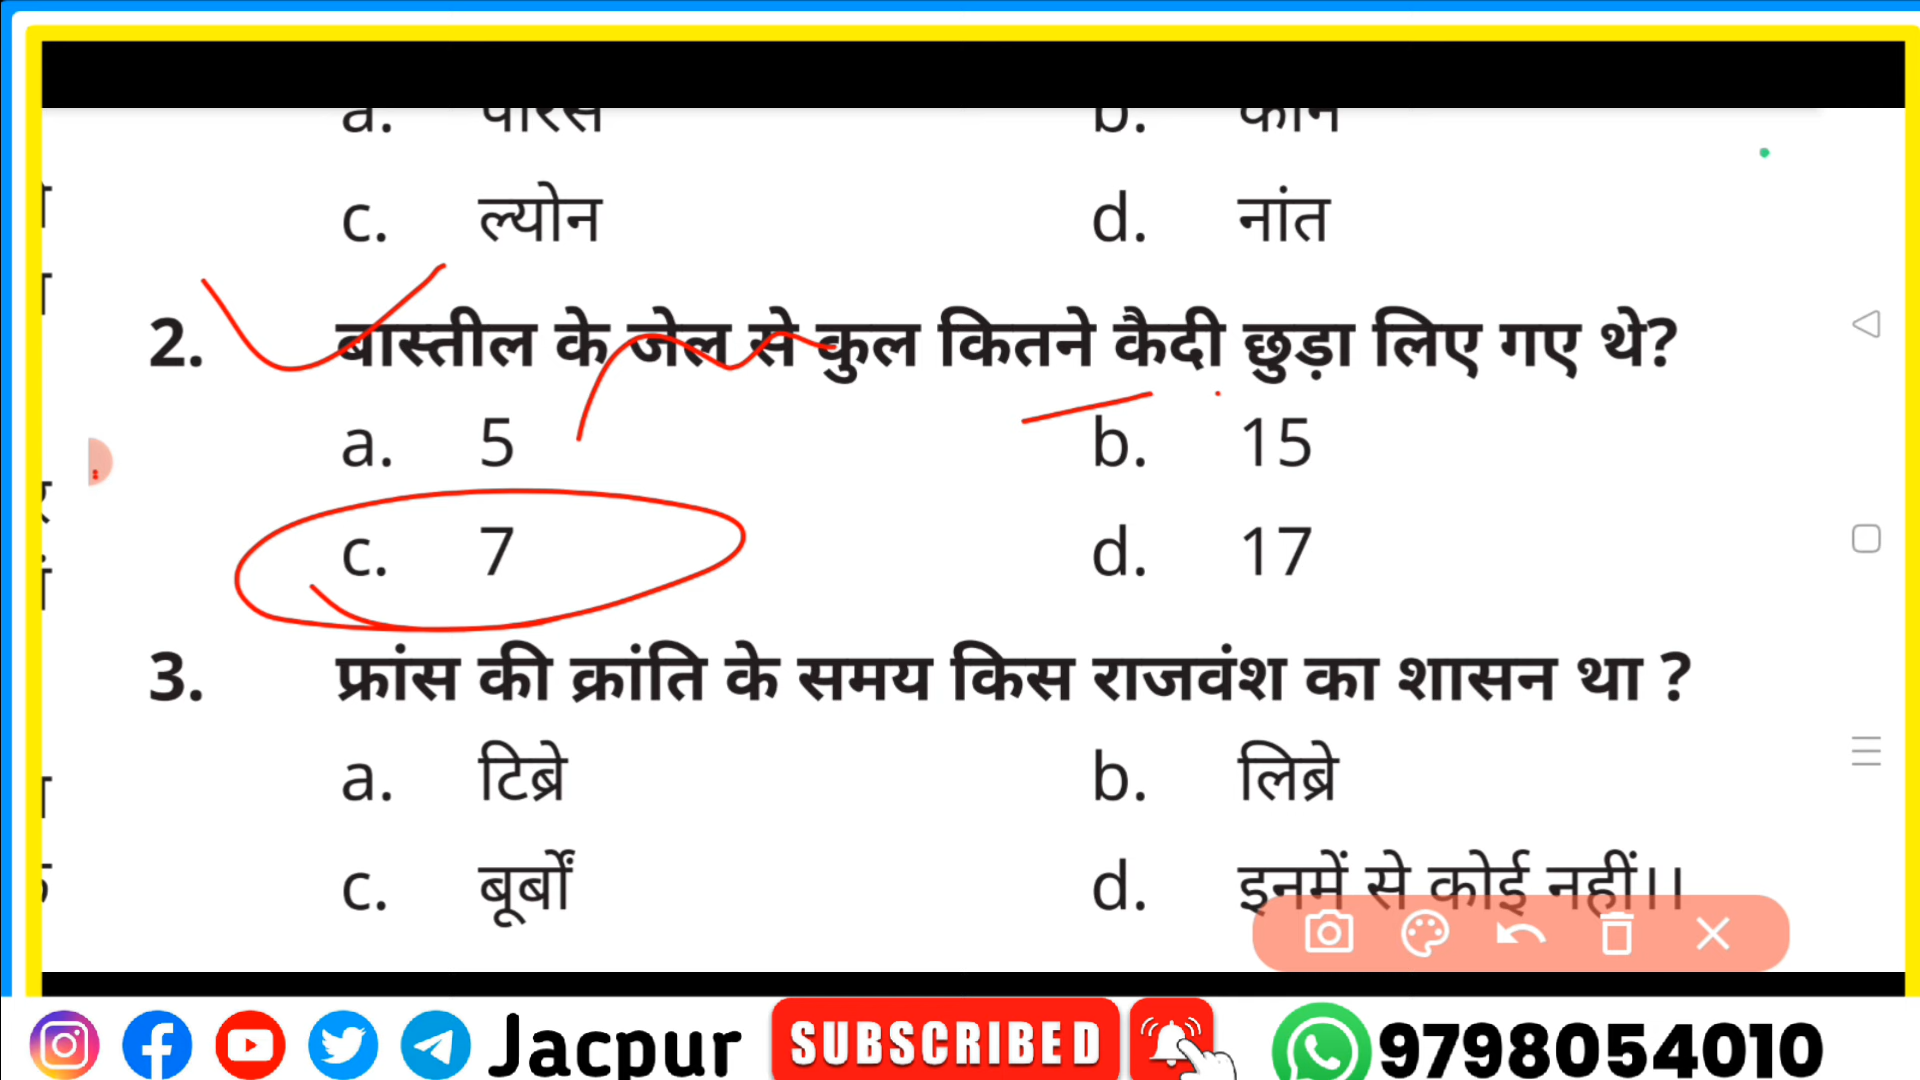 a. पेरिस b. कान
c. ल्योन d. नांत
2. बास्तील के जेल से कुल कितने कैदी छुड़ा लिए गए थे?
a. 5 b. 15
c. 7 d. 17
3. फ्रांस की क्रांति के समय किस राजवंश का शासन था ?
a. टिब्रे b. लिब्रे
c. बूर्बों d. इनमें से कोई नहीं।।
Jacpur SUBSCRIBED 9798054010